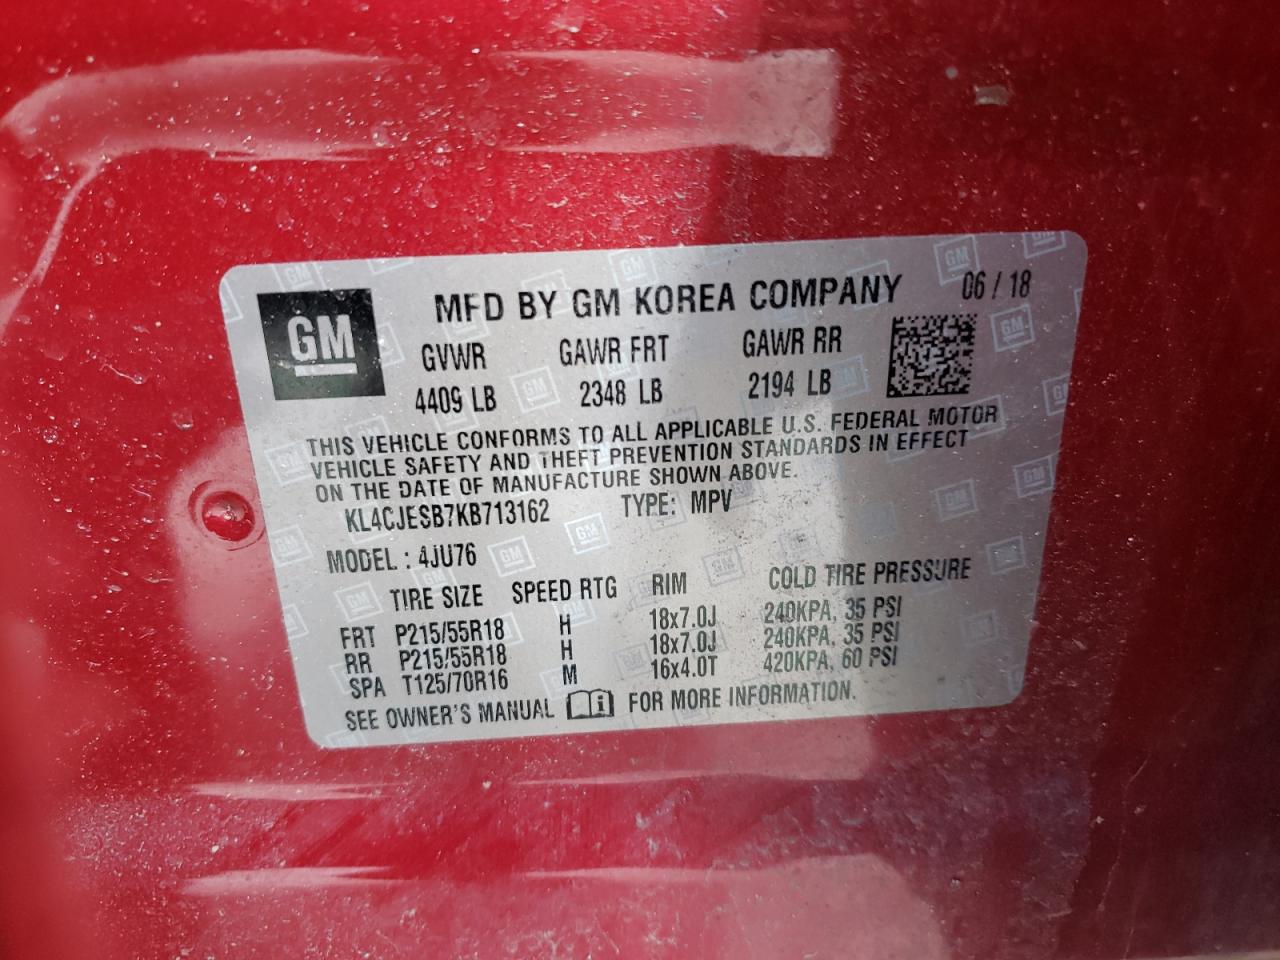 GM
MFD BY GM KOREA COMPANY 06 / 18
GVWR GAWR FRT GAWR RR
4409 LB 2348 LB 2194 LB
THIS VEHICLE CONFORMS TO ALL APPLICABLE U.S. FEDERAL MOTOR
VEHICLE SAFETY AND THEFT PREVENTION STANDARDS IN EFFECT
ON THE DATE OF MANUFACTURE SHOWN ABOVE.
KL4CJESB7KB713162 TYPE: MPV
MODEL : 4JU76
TIRE SIZE SPEED RTG RIM COLD TIRE PRESSURE
FRT P215/55R18 H 18x7.0J 240KPA, 35 PSI
RR P215/55R18 H 18x7.0J 240KPA, 35 PSI
SPA T125/70R16 M 16x4.0T 420KPA, 60 PSI
SEE OWNER'S MANUAL i FOR MORE INFORMATION.